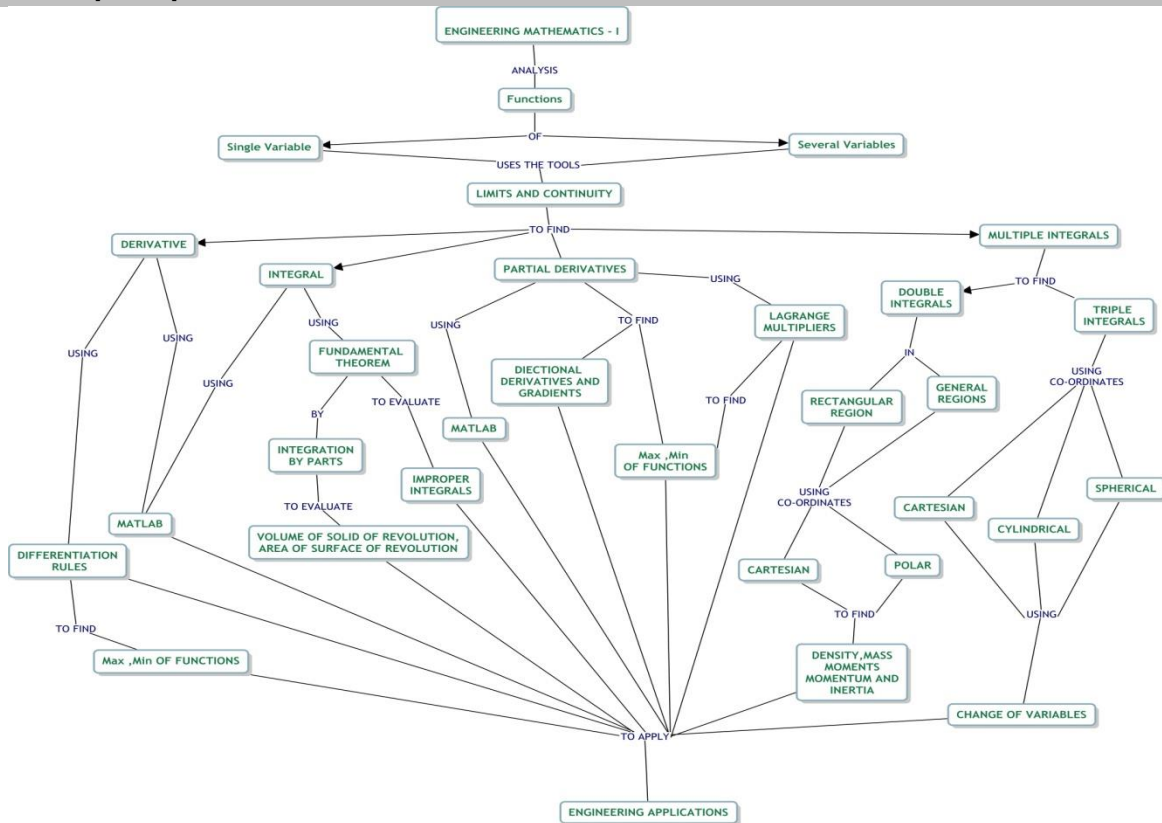 ENGINEERING MATHEMATICS - I
ANALYSIS
Functions
OF
Single Variable
Several Variables
USES THE TOOLS
LIMITS AND CONTINUITY
TO FIND
DERIVATIVE
MULTIPLE INTEGRALS
INTEGRAL
PARTIAL DERIVATIVES
USING
TO FIND
DOUBLE
INTEGRALS
TRIPLE
INTEGRALS
LAGRANGE
MULTIPLIERS
USING
USING
TO FIND
USING
USING
FUNDAMENTAL
THEOREM
IN
USING
CO-ORDINATES
USING
DIECTIONAL
DERIVATIVES AND
GRADIENTS
RECTANGULAR
REGION
GENERAL
REGIONS
TO EVALUATE
TO FIND
BY
MATLAB
INTEGRATION
BY PARTS
Max ,Min
OF FUNCTIONS
IMPROPER
INTEGRALS
USING
CO-ORDINATES
SPHERICAL
CARTESIAN
TO EVALUATE
MATLAB
CYLINDRICAL
VOLUME OF SOLID OF REVOLUTION,
AREA OF SURFACE OF REVOLUTION
DIFFERENTIATION
RULES
CARTESIAN
POLAR
TO FIND
USING
TO FIND
Max ,Min OF FUNCTIONS
DENSITY,MASS
MOMENTS
MOMENTUM AND
INERTIA
CHANGE OF VARIABLES
TO APPLY
ENGINEERING APPLICATIONS